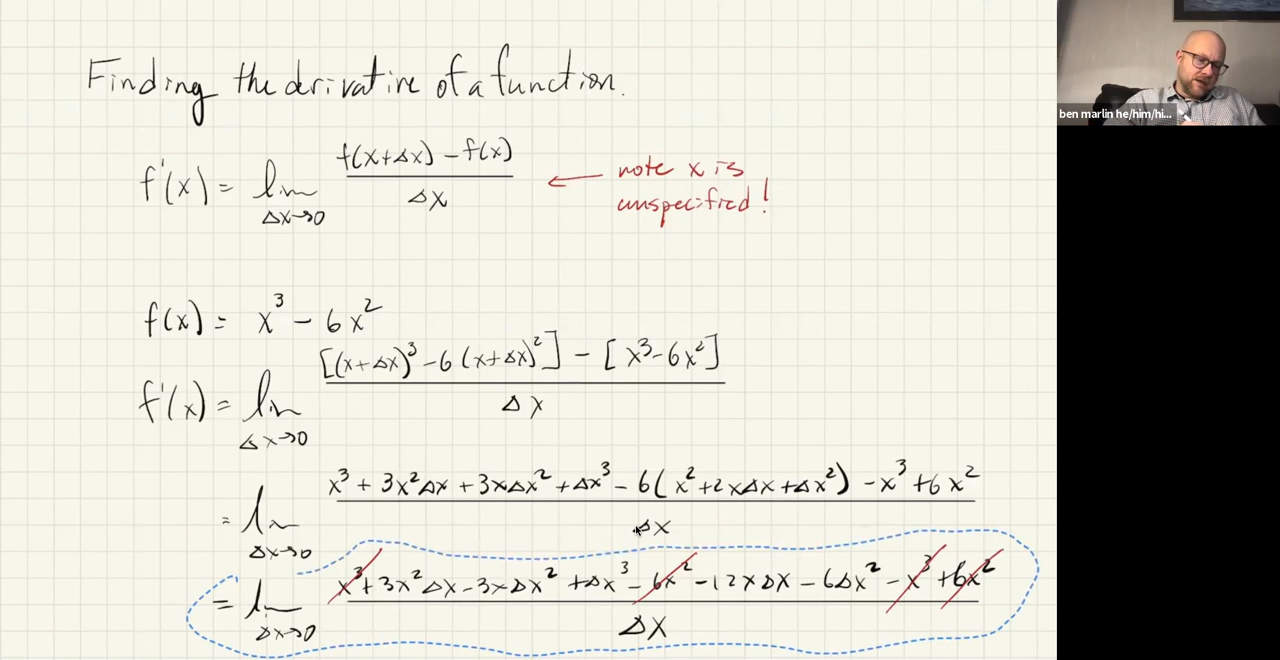 Finding the derivative of a function.
f'(x) = lim Δx→0 f(x+Δx) - f(x) / Δx
← note x is
unspecified!
f(x) = x³ - 6x²
f'(x) = lim Δx→0 [(x+Δx)³ - 6(x+Δx)²] - [x³-6x²] / Δx
= lim Δx→0 x³ + 3x²Δx + 3xΔx² + Δx³ - 6(x²+2xΔx+Δx²) - x³ + 6x² / Δx
= lim Δx→0 x³ + 3x²Δx - 3xΔx² + Δx³ - 6x² - 12xΔx - 6Δx² - x³ + 6x² / Δx
ben marlin he/him/hi...